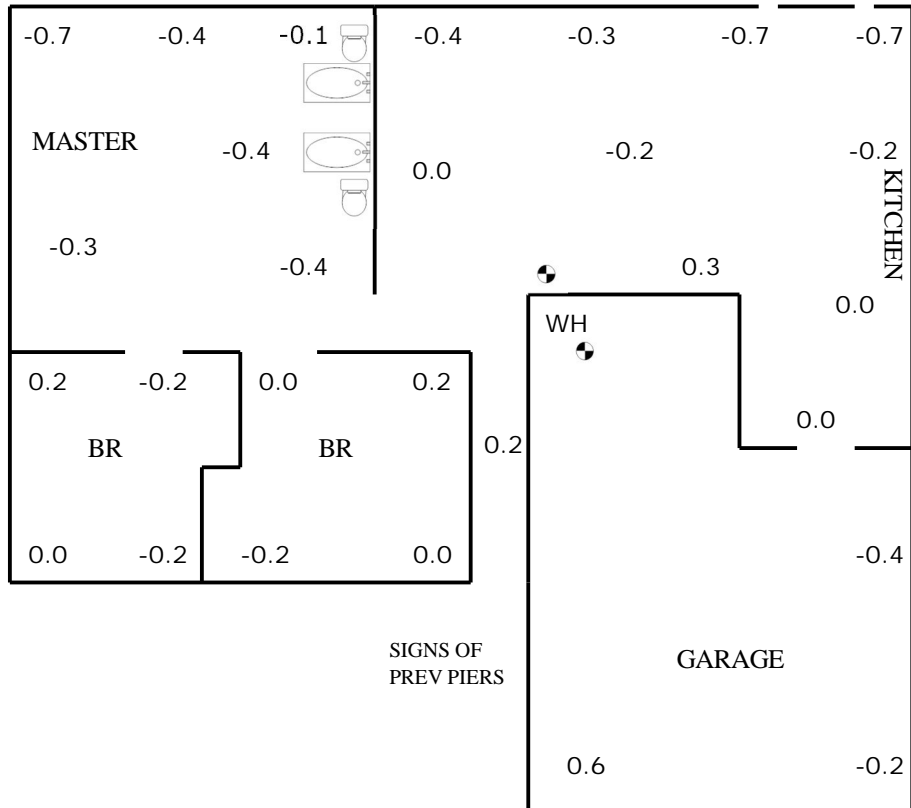 -0.7 -0.4 -0.1 -0.4 -0.3 -0.7 -0.7
MASTER -0.4 0.0 -0.2 -0.2
KITCHEN
-0.3 -0.4 0.3
0.0
WH
0.2 -0.2 0.0 0.2
0.0
BR BR 0.2
0.0 -0.2 -0.2 0.0 -0.4
SIGNS OF
PREV PIERS
GARAGE
0.6 -0.2